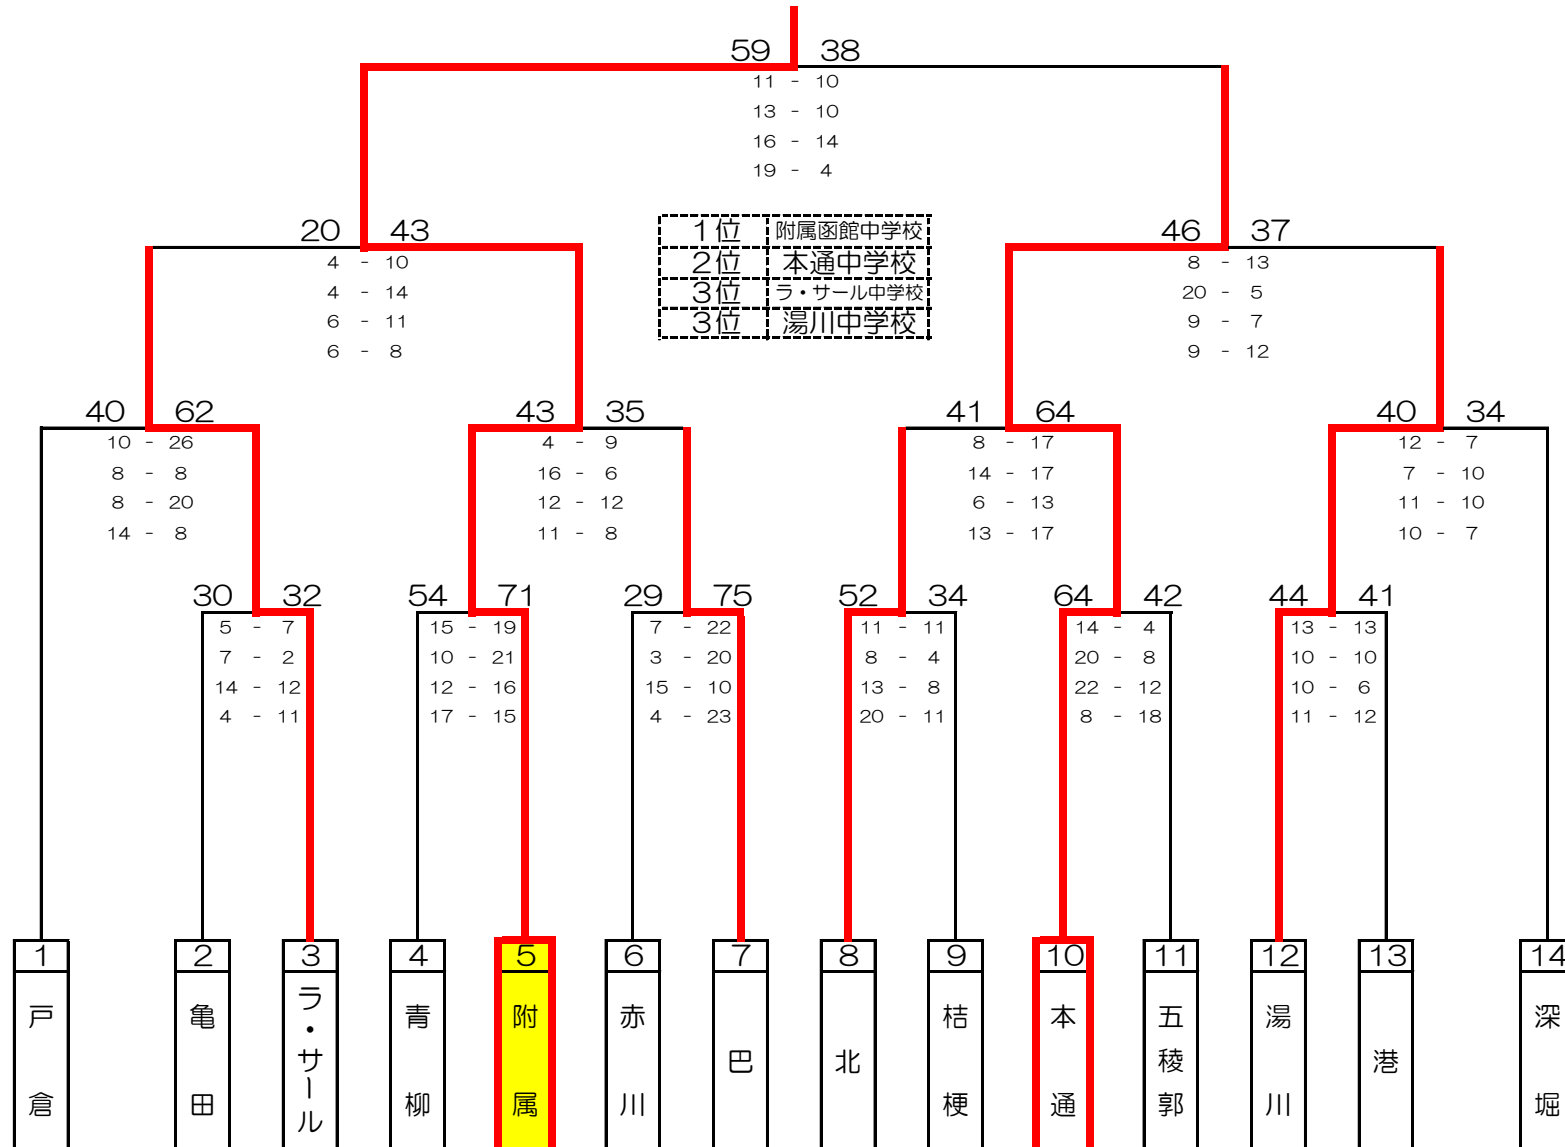 59 38
11 - 10
13 - 10
16 - 14
19 - 4
20 43
4 - 10
4 - 14
6 - 11
6 - 8
1位 附属函館中学校
2位 本通中学校
3位 ラ・サール中学校
3位 湯川中学校
46 37
8 - 13
20 - 5
9 - 7
9 - 12
40 62
10 - 26
8 - 8
8 - 20
14 - 8
43 35
4 - 9
16 - 6
12 - 12
11 - 8
41 64
8 - 17
14 - 17
6 - 13
13 - 17
40 34
12 - 7
7 - 10
11 - 10
10 - 7
30 32
5 - 7
7 - 2
14 - 12
4 - 11
54 71
15 - 19
10 - 21
12 - 16
17 - 15
29 75
7 - 22
3 - 20
15 - 10
4 - 23
52 34
11 - 11
8 - 4
13 - 8
20 - 11
64 42
14 - 4
20 - 8
22 - 12
8 - 18
44 41
13 - 13
10 - 10
10 - 6
11 - 12
1
戸倉
2
亀田
3
ラ・サール
4
青柳
5
附属
6
赤川
7
巴
8
北
9
桔梗
10
本通
11
五稜郭
12
湯川
13
港
14
深堀